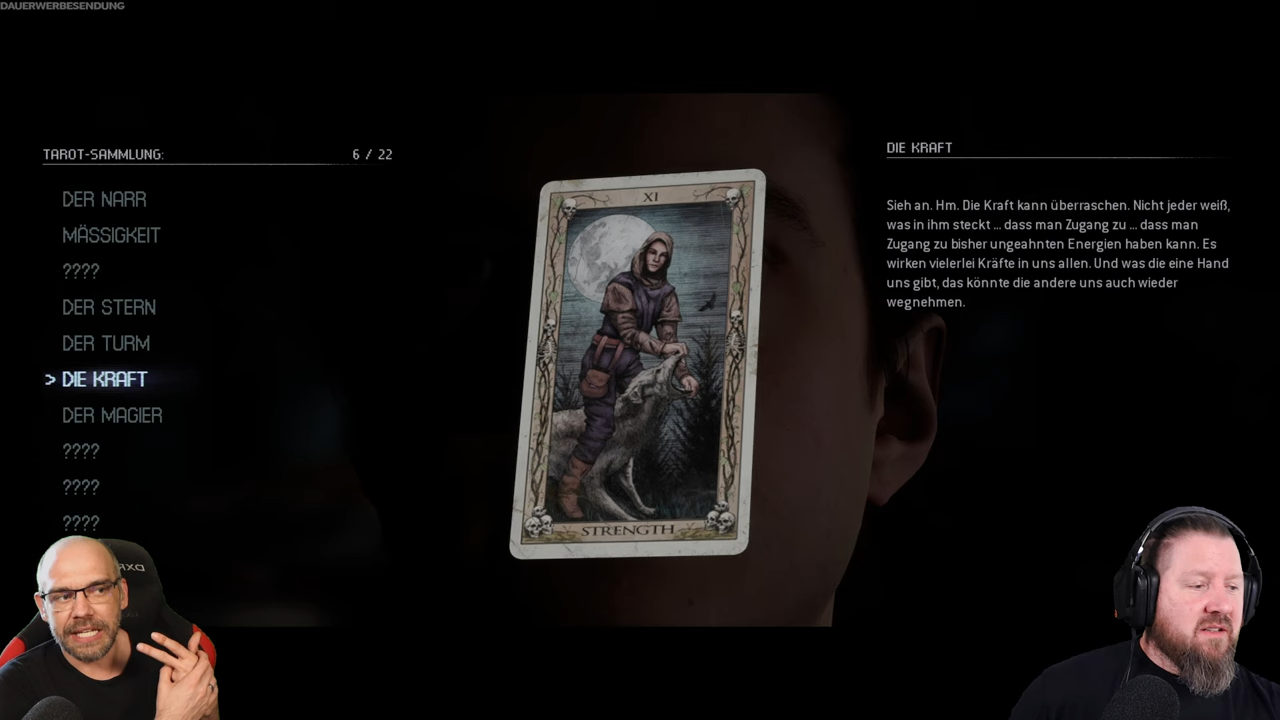 DAUERWERBESENDUNG
TAROT-SAMMLUNG: 6 / 22
DER NARR
MÄSSIGKEIT
????
DER STERN
DER TURM
> DIE KRAFT
DER MAGIER
????
????
????
XI
STRENGTH
DIE KRAFT
Sieh an. Hm. Die Kraft kann überraschen. Nicht jeder weiß,
was in ihm steckt ... dass man Zugang zu ... dass man
Zugang zu bisher ungeahnten Energien haben kann. Es
wirken vielerlei Kräfte in uns allen. Und was die eine Hand
uns gibt, das könnte die andere uns auch wieder
wegnehmen.